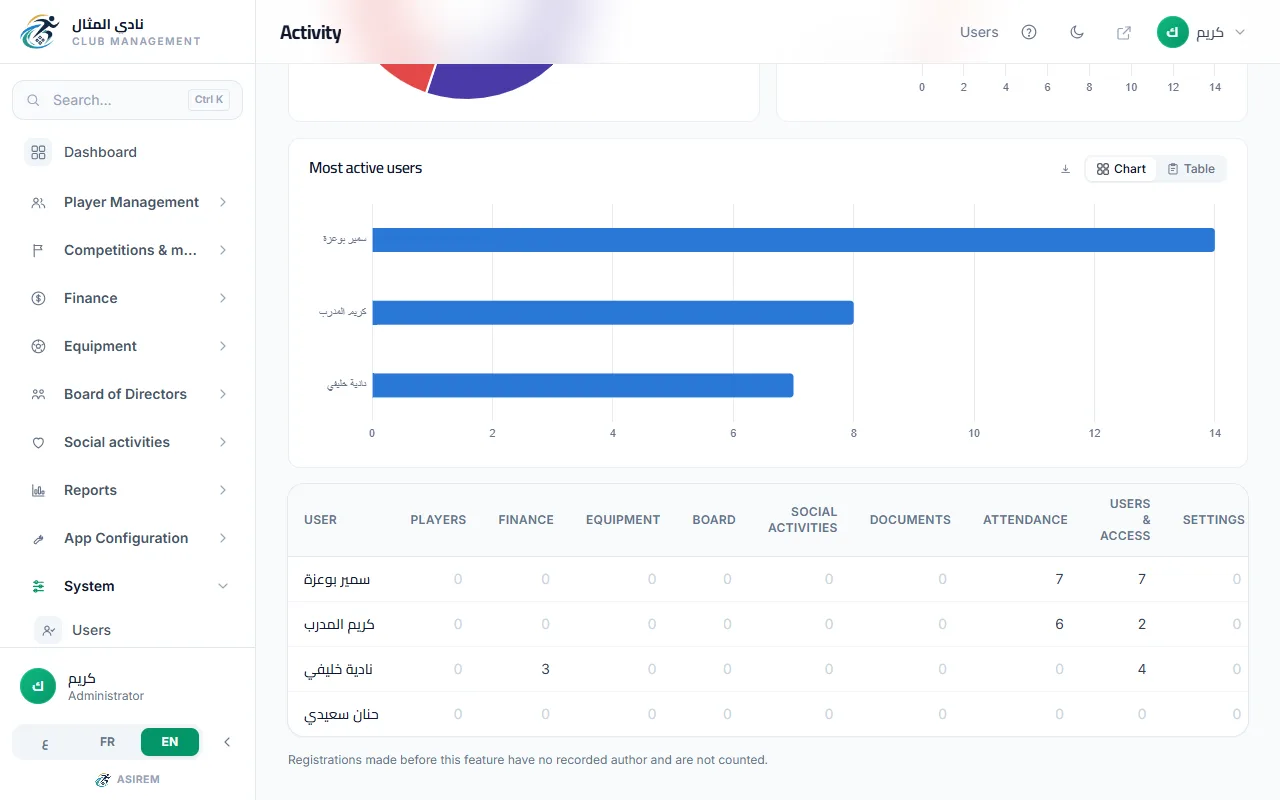 نادي المثال
CLUB MANAGEMENT
Activity
Users
ك
كريم
Search...
Ctrl K
Dashboard
Player Management
Competitions & m...
Finance
Equipment
Board of Directors
Social activities
Reports
App Configuration
System
Users
ك
كريم
Administrator
ع FR EN
ASIREM
0 2 4 6 8 10 12 14
Most active users
Chart Table
سمير بوعزة
كريم المدرب
نادية خليفي
0 2 4 6 8 10 12 14
USER PLAYERS FINANCE EQUIPMENT BOARD SOCIAL ACTIVITIES DOCUMENTS ATTENDANCE USERS & ACCESS SETTINGS
سمير بوعزة 0 0 0 0 0 0 7 7 0
كريم المدرب 0 0 0 0 0 0 6 2 0
نادية خليفي 0 3 0 0 0 0 0 4 0
حنان سعيدي 0 0 0 0 0 0 0 0 0
Registrations made before this feature have no recorded author and are not counted.